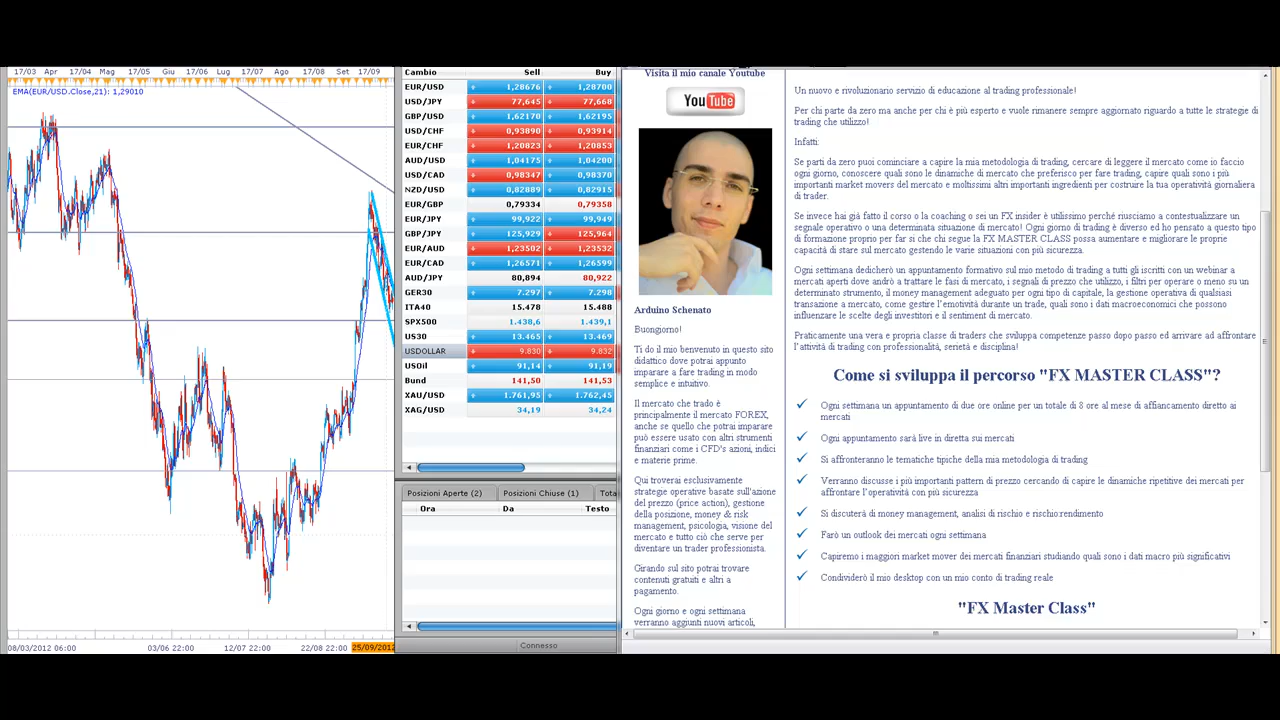 17/03 Apr 17/04 Mag 17/05 Giu 17/06 Lug 17/07 Ago 17/08 Set 17/09
EMA(EUR/USD.Close,21): 1,29010
08/03/2012 06:00 03/06 22:00 12/07 22:00 22/08 22:00 25/09/2012
Cambio Sell Buy
EUR/USD 1,28676 1,28700
USD/JPY 77,645 77,668
GBP/USD 1,62170 1,62195
USD/CHF 0,93890 0,93914
EUR/CHF 1,20823 1,20853
AUD/USD 1,04175 1,04200
USD/CAD 0,98347 0,98370
NZD/USD 0,82889 0,82915
EUR/GBP 0,79334 0,79358
EUR/JPY 99,922 99,949
GBP/JPY 125,929 125,964
EUR/AUD 1,23502 1,23532
EUR/CAD 1,26571 1,26599
AUD/JPY 80,894 80,922
GER30 7.297 7.298
ITA40 15.478 15.488
SPX500 1.438,6 1.439,1
US30 13.465 13.469
USDOLLAR 9.830 9.832
USOil 91,14 91,19
Bund 141,50 141,53
XAU/USD 1.761,95 1.762,45
XAG/USD 34,19 34,24
Posizioni Aperte (2) Posizioni Chiuse (1) Tota
Ora Da Testo
Connesso
Visita il mio canale Youtube
YouTube
Arduino Schenato
Buongiorno!
Ti do il mio benvenuto in questo sito
didattico dove potrai appunto
imparare a fare trading in modo
semplice e intuitivo.
Il mercato che trado è
principalmente il mercato FOREX,
anche se quello che potrai imparare
può essere usato con altri strumenti
finanziari come i CFD's azioni, indici
e materie prime.
Qui troverai esclusivamente
strategie operative basate sull'azione
del prezzo (price action), gestione
della posizione, money & risk
management, psicologia, visione del
mercato e tutto ciò che serve per
diventare un trader professionista.
Girando sul sito potrai trovare
contenuti gratuiti e altri a
pagamento.
Ogni giorno e ogni settimana
verranno aggiunti nuovi articoli,
Un nuovo e rivoluzionario servizio di educazione al trading professionale!
Per chi parte da zero ma anche per chi è più esperto e vuole rimanere sempre aggiornato riguardo a tutte le strategie di
trading che utilizzo!
Infatti:
Se parti da zero puoi cominciare a capire la mia metodologia di trading, cercare di leggere il mercato come io faccio
ogni giorno, conoscere quali sono le dinamiche di mercato che preferisco per fare trading, capire quali sono i più
importanti market movers del mercato e moltissimi altri importanti ingredienti per costruire la tua operatività giornaliera
di trader.
Se invece hai già fatto il corso o la coaching o sei un FX insider è utilissimo perché riusciamo a contestualizzare un
segnale operativo o una determinata situazione di mercato! Ogni giorno di trading è diverso ed ho pensato a questo tipo
di formazione proprio per far si che chi segue la FX MASTER CLASS possa aumentare e migliorare le proprie
capacità di stare sul mercato gestendo le varie situazioni con più sicurezza.
Ogni settimana dedicherò un appuntamento formativo sul mio metodo di trading a tutti gli iscritti con un webinar a
mercati aperti dove andrò a trattare le fasi di mercato, i segnali di prezzo che utilizzo, i filtri per operare o meno su un
determinato strumento, il money management adeguato per ogni tipo di capitale, la gestione operativa di qualsiasi
transazione a mercato, come gestire l'emotività durante un trade, quali sono i dati macroeconomici che possono
influenzare le scelte degli investitori e il sentiment di mercato.
Praticamente una vera e propria classe di traders che sviluppa competenze passo dopo passo ed arrivare ad affrontare
l'attività di trading con professionalità, serietà e disciplina!
Come si sviluppa il percorso "FX MASTER CLASS"?
Ogni settimana un appuntamento di due ore online per un totale di 8 ore al mese di affiancamento diretto ai
mercati
Ogni appuntamento sarà live in diretta sui mercati
Si affronteranno le tematiche tipiche della mia metodologia di trading
Verranno discusse i più importanti pattern di prezzo cercando di capire le dinamiche ripetitive dei mercati per
affrontare l'operatività con più sicurezza
Si discuterà di money management, analisi di rischio e rischio:rendimento
Farò un outlook dei mercati ogni settimana
Capiremo i maggiori market mover dei mercati finanziari studiando quali sono i dati macro più significativi
Condividerò il mio desktop con un mio conto di trading reale
"FX Master Class"